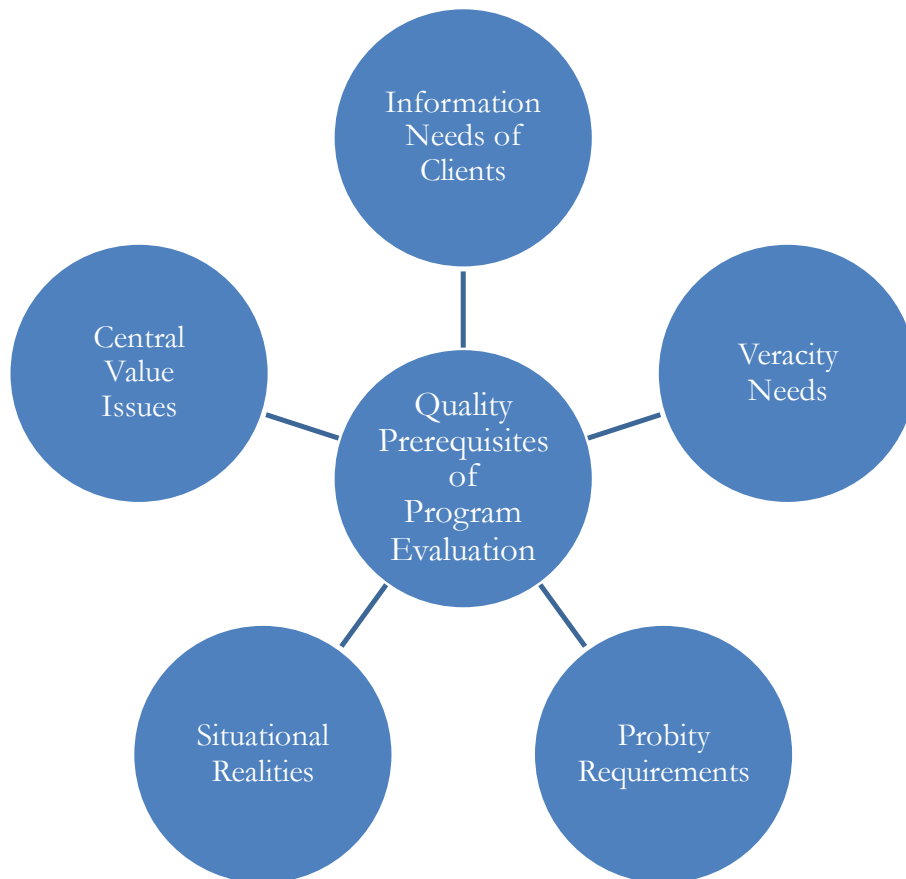 Information
Needs of
Clients
Central
Value
Issues
Veracity
Needs
Quality
Prerequisites
of
Program
Evaluation
Situational
Realities
Probity
Requirements